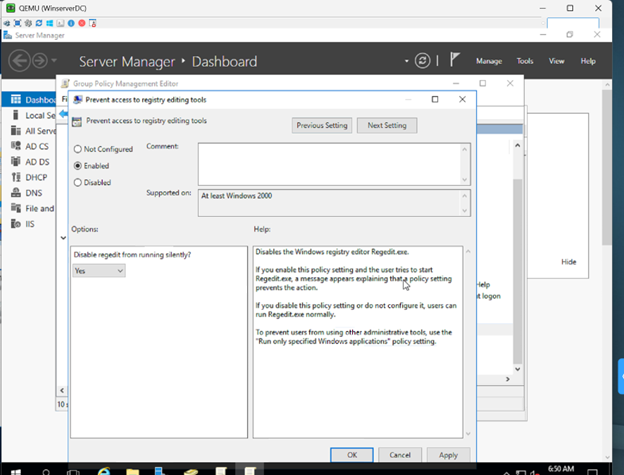 QEMU (WinserverDC)
Server Manager
Server Manager ‣ Dashboard
Manage Tools View Help
Group Policy Management Editor
Prevent access to registry editing tools
Prevent access to registry editing tools
Previous Setting Next Setting
Not Configured
Enabled
Disabled
Comment:
Supported on:
At least Windows 2000
Options:
Help:
Disable regedit from running silently?
Yes
Disables the Windows registry editor Regedit.exe.
If you enable this policy setting and the user tries to start
Regedit.exe, a message appears explaining that a policy setting
prevents the action.
If you disable this policy setting or do not configure it, users can
run Regedit.exe normally.
To prevent users from using other administrative tools, use the
"Run only specified Windows applications" policy setting.
OK Cancel Apply
Dashbo
Local Se
All Serve
AD CS
AD DS
DHCP
DNS
File and
IIS
Fi
Help
t logon
Hide
10 s
6:50 AM